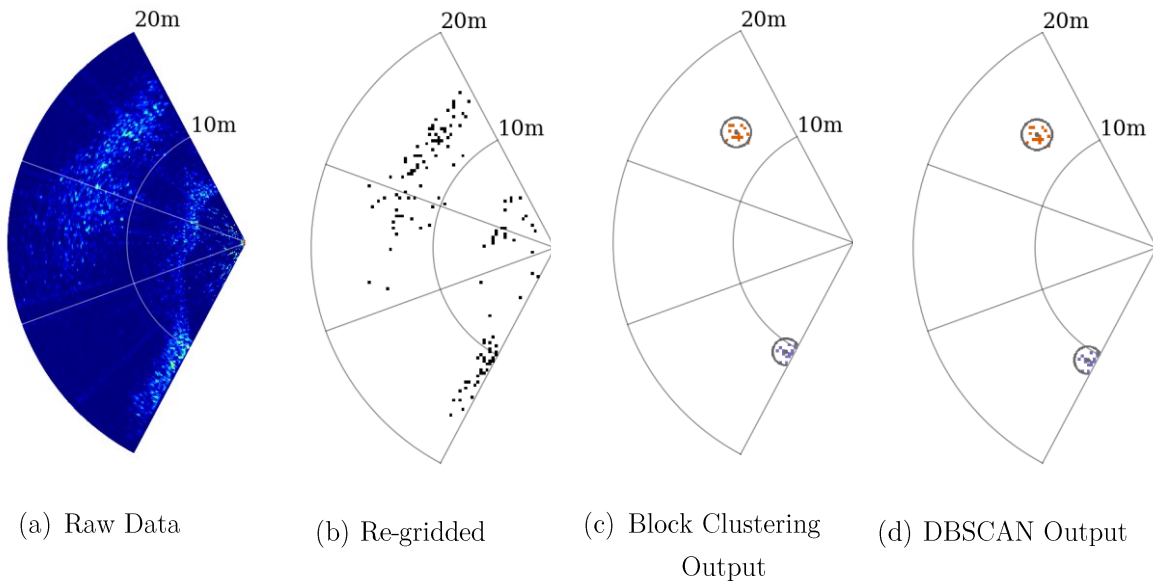 20m
10m
20m
10m
20m
10m
20m
10m
(a) Raw Data
(b) Re-gridded
(c) Block Clustering
Output
(d) DBSCAN Output